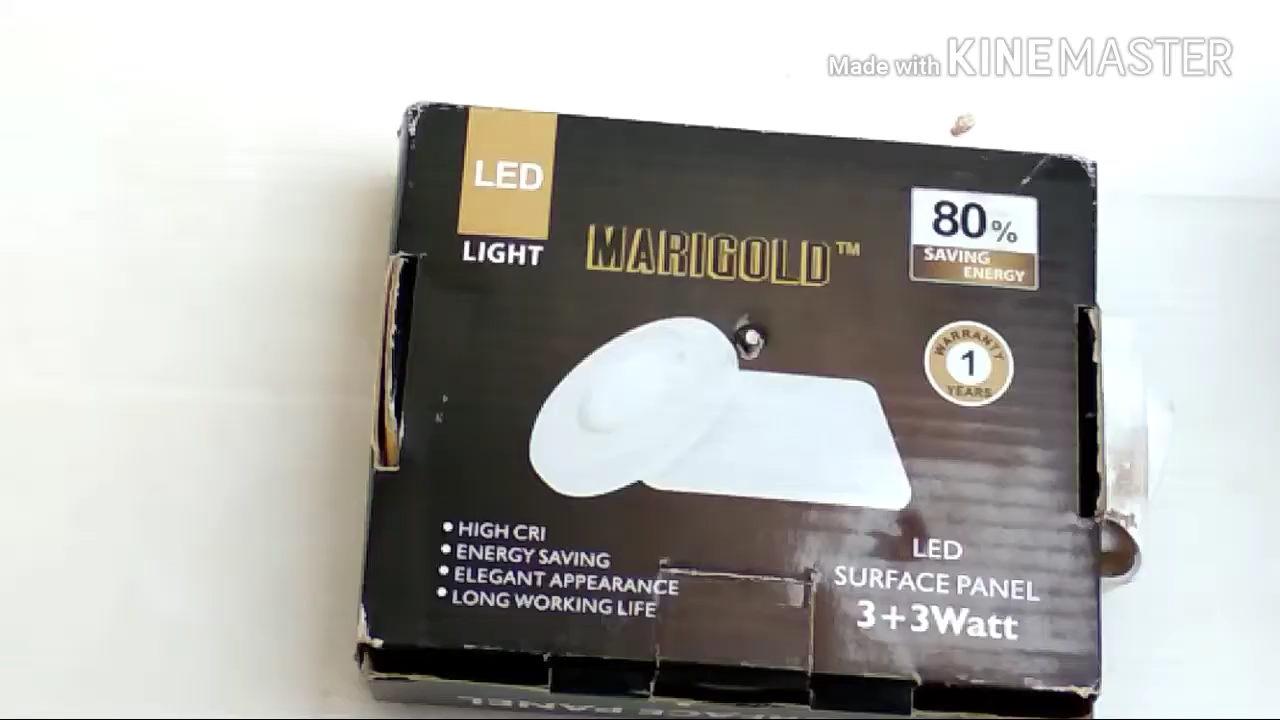 Made with KINEMASTER
LED
LIGHT
MARIGOLD™
80%
SAVING
ENERGY
WARRANTY
1
YEARS
• HIGH CRI
• ENERGY SAVING
• ELEGANT APPEARANCE
• LONG WORKING LIFE
LED
SURFACE PANEL
3+3Watt